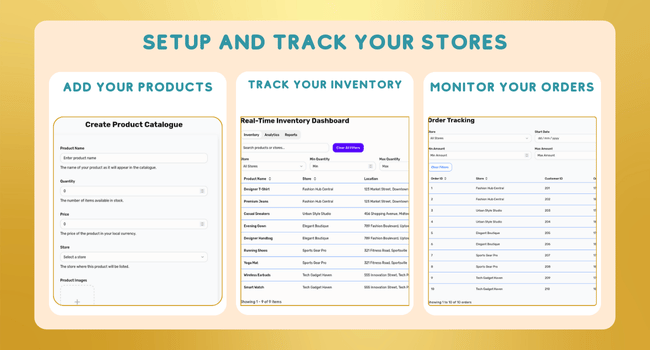 SETUP AND TRACK YOUR STORES
ADD YOUR PRODUCTS
Create Product Catalogue
Product Name
Enter product name
The name of your product as it will appear in the catalogue.
Quantity
0
The number of items available in stock.
Price
0
The price of the product in your local currency.
Store
Select a store
The store where this product will be listed.
Product Images
TRACK YOUR INVENTORY
Real-Time Inventory Dashboard
Inventory Analytics Reports
Search products or stores...
Clear All Filters
Store Min Quantity Max Quantity
All Stores Min Max
Product Name Store Location
Designer T-Shirt Fashion Hub Central 123 Market Street, Downtown
Premium Jeans Fashion Hub Central 123 Market Street, Downtown
Casual Sneakers Urban Style Studio 456 Shopping Avenue,
Evening Gown Elegant Boutique 789 Fashion Boulevard,
Designer Handbag Elegant Boutique 789 Fashion Boulevard,
Running Shoes Sports Gear Pro 321 Fitness Road, Sportsville
Yoga Mat Sports Gear Pro 321 Fitness Road, Sportsville
Wireless Earbuds Tech Gadget Haven 555 Innovation Street, Tech
Smart Watch Tech Gadget Haven 555 Innovation Street, Tech
Showing 1 - 9 of 9 items
MONITOR YOUR ORDERS
Order Tracking
Store Start Date
All Stores dd/mm/yyyy
Min Amount Max Amount
Min Amount Max Amount
Clear Filters
Order ID Store Customer ID
1 Fashion Hub Central 201
2 Fashion Hub Central 202
3 Urban Style Studio 203
4 Urban Style Studio 204
5 Elegant Boutique 205
6 Elegant Boutique 206
7 Sports Gear Pro 207
8 Sports Gear Pro 208
9 Tech Gadget Haven 209
10 Tech Gadget Haven 210
Showing 1 to 10 of 10 orders